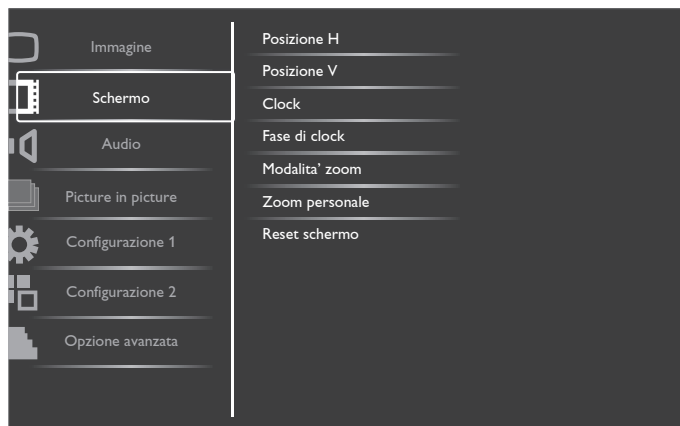 Immagine
Schermo
Audio
Picture in picture
Configurazione 1
Configurazione 2
Opzione avanzata
Posizione H
Posizione V
Clock
Fase di clock
Modalita’ zoom
Zoom personale
Reset schermo